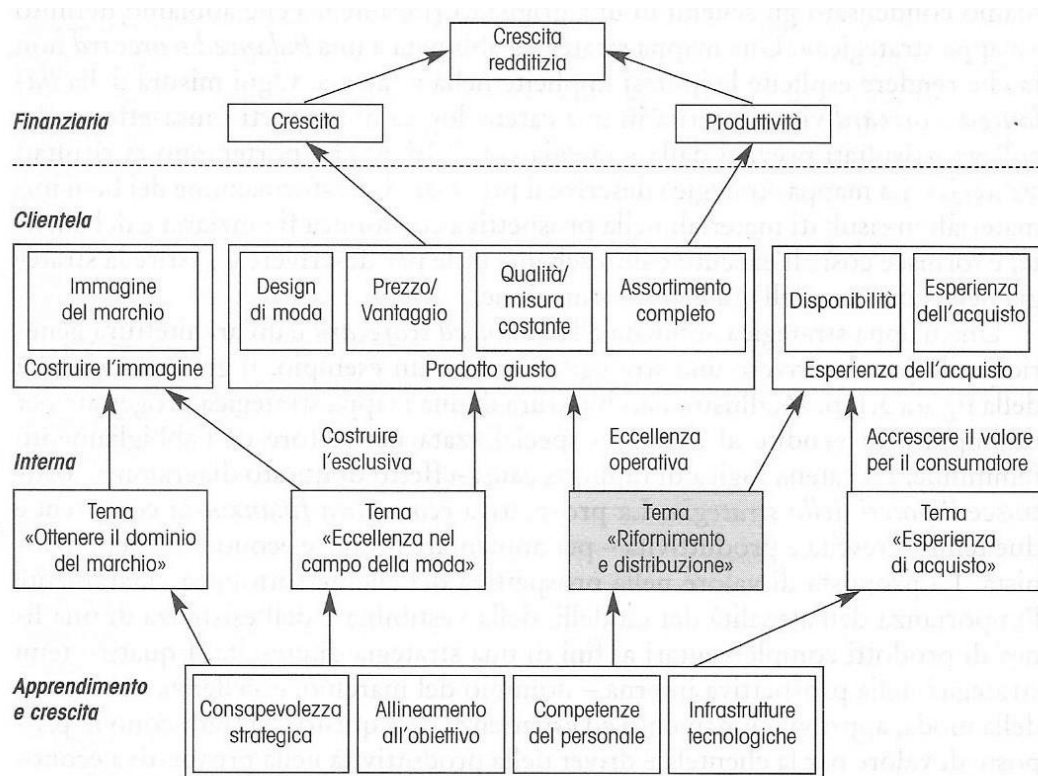 Crescita
redditizia
Finanziaria
Crescita
Produttività
Clientela
Immagine
del marchio
Costruire l'immagine
Design
di moda
Prezzo/
Vantaggio
Qualità/
misura
costante
Assortimento
completo
Prodotto giusto
Disponibilità
Esperienza
dell'acquisto
Esperienza dell'acquisto
Costruire
l'esclusività
Eccellenza
operativa
Accrescere il valore
per il consumatore
Interna
Tema
«Ottenere il dominio
del marchio»
Tema
«Eccellenza nel
campo della moda»
Tema
«Rifornimento
e distribuzione»
Tema
«Esperienza
di acquisto»
Apprendimento
e crescita
Consapevolezza
strategica
Allineamento
all'obiettivo
Competenze
del personale
Infrastrutture
tecnologiche